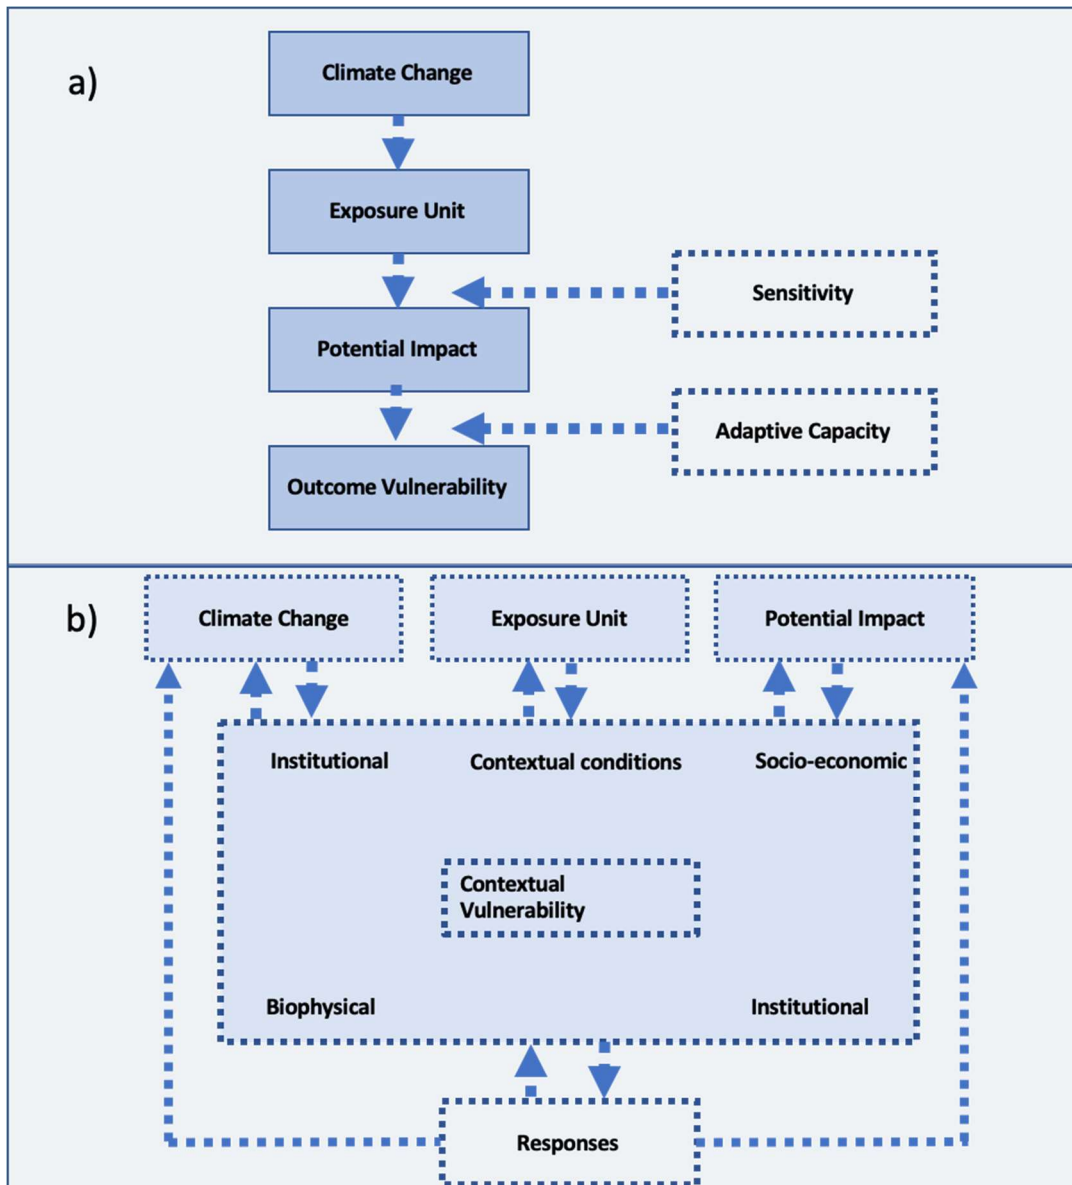 a)
Climate Change
Exposure Unit
Sensitivity
Potential Impact
Adaptive Capacity
Outcome Vulnerability
b)
Climate Change
Exposure Unit
Potential Impact
Institutional
Contextual conditions
Socio-economic
Contextual
Vulnerability
Biophysical
Institutional
Responses